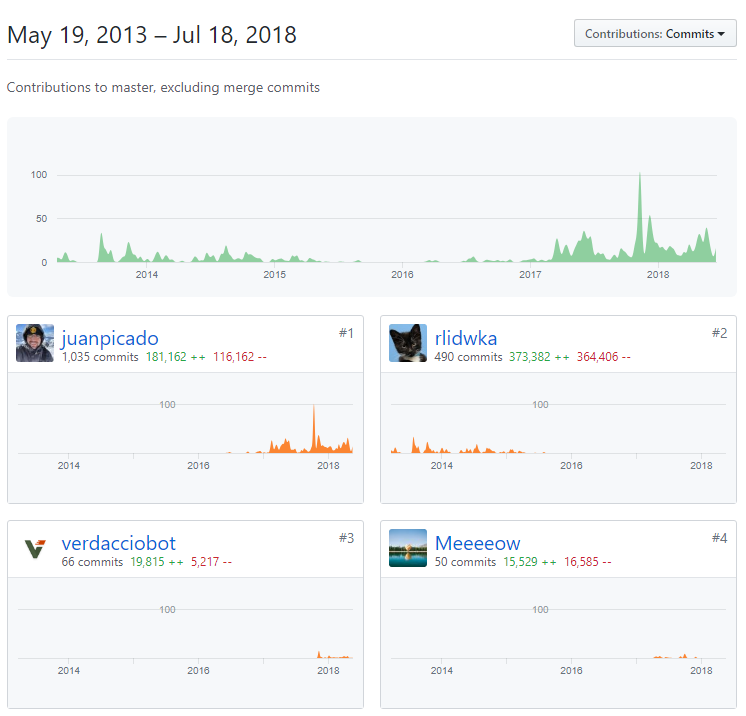 May 19, 2013 – Jul 18, 2018
Contributions: Commits
Contributions to master, excluding merge commits
100
50
0
2014 2015 2016 2017 2018
juanpicado #1
1,035 commits 181,162 ++ 116,162 --
100
2014 2016 2018
rlidwka #2
490 commits 373,382 ++ 364,406 --
100
2014 2016 2018
verdacciobot #3
66 commits 19,815 ++ 5,217 --
100
2014 2016 2018
Meeeeow #4
50 commits 15,529 ++ 16,585 --
100
2014 2016 2018